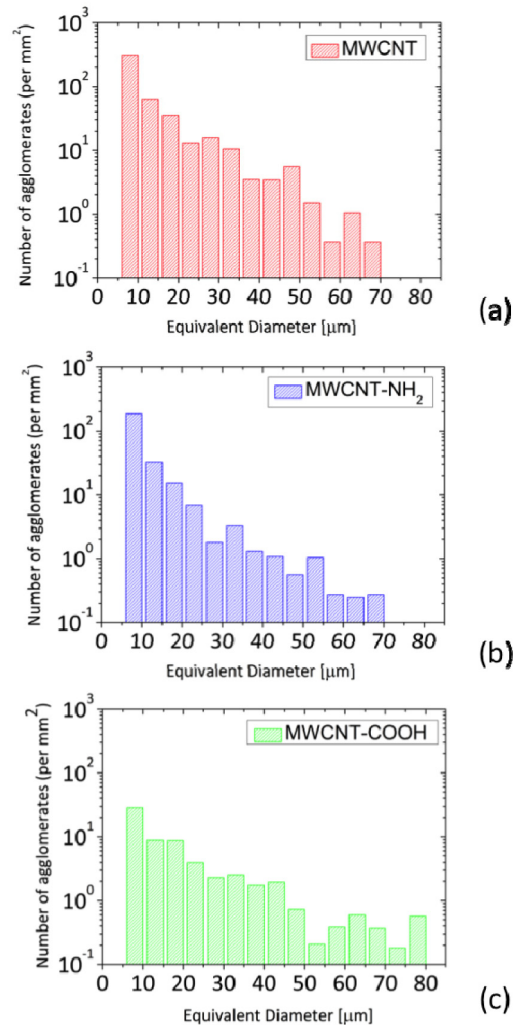 Number of agglomerates (per mm²)
10³
10²
10¹
10⁰
10⁻¹
MWCNT
0 10 20 30 40 50 60 70 80
Equivalent Diameter [μm]
(a)
Number of agglomerates (per mm²)
10³
10²
10¹
10⁰
10⁻¹
MWCNT-NH₂
0 10 20 30 40 50 60 70 80
Equivalent Diameter [μm]
(b)
Number of agglomerates (per mm²)
10³
10²
10¹
10⁰
10⁻¹
MWCNT-COOH
0 10 20 30 40 50 60 70 80
Equivalent Diameter [μm]
(c)